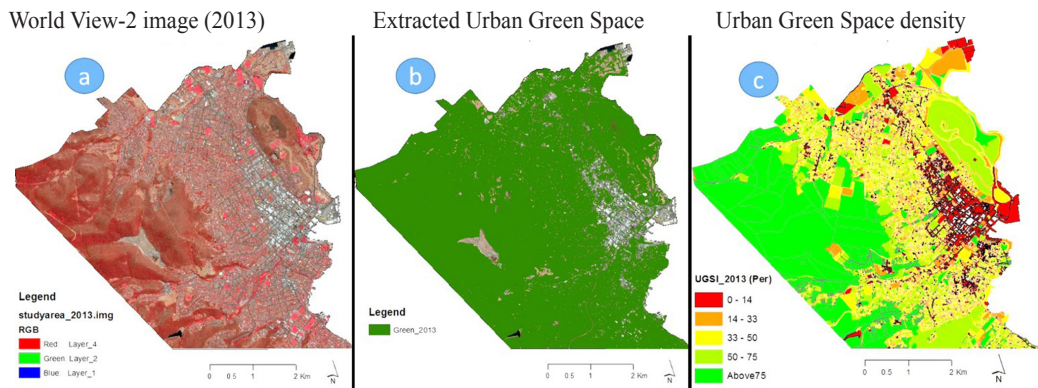 World View-2 image (2013)
Extracted Urban Green Space
Urban Green Space density
a
b
c
Legend
studyarea_2013.img
RGB
Red Layer_4
Green Layer_2
Blue Layer_1
0 0.5 1 2 Km
N
Legend
Green_2013
0 0.5 1 2 Km
N
UGSI_2013 (Per)
0 - 14
14 - 33
33 - 50
50 - 75
Above75
0 0.5 1 2 Km
N